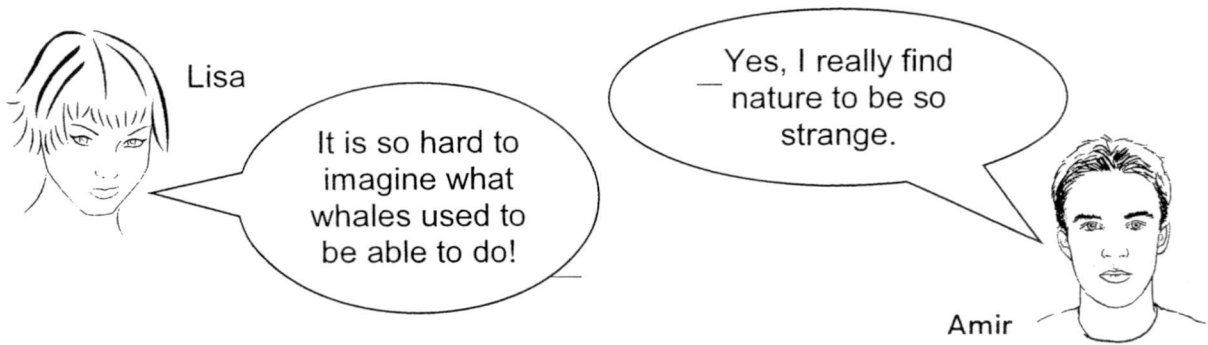 Lisa
It is so hard to
imagine what
whales used to
be able to do!
Yes, I really find
nature to be so
strange.
Amir